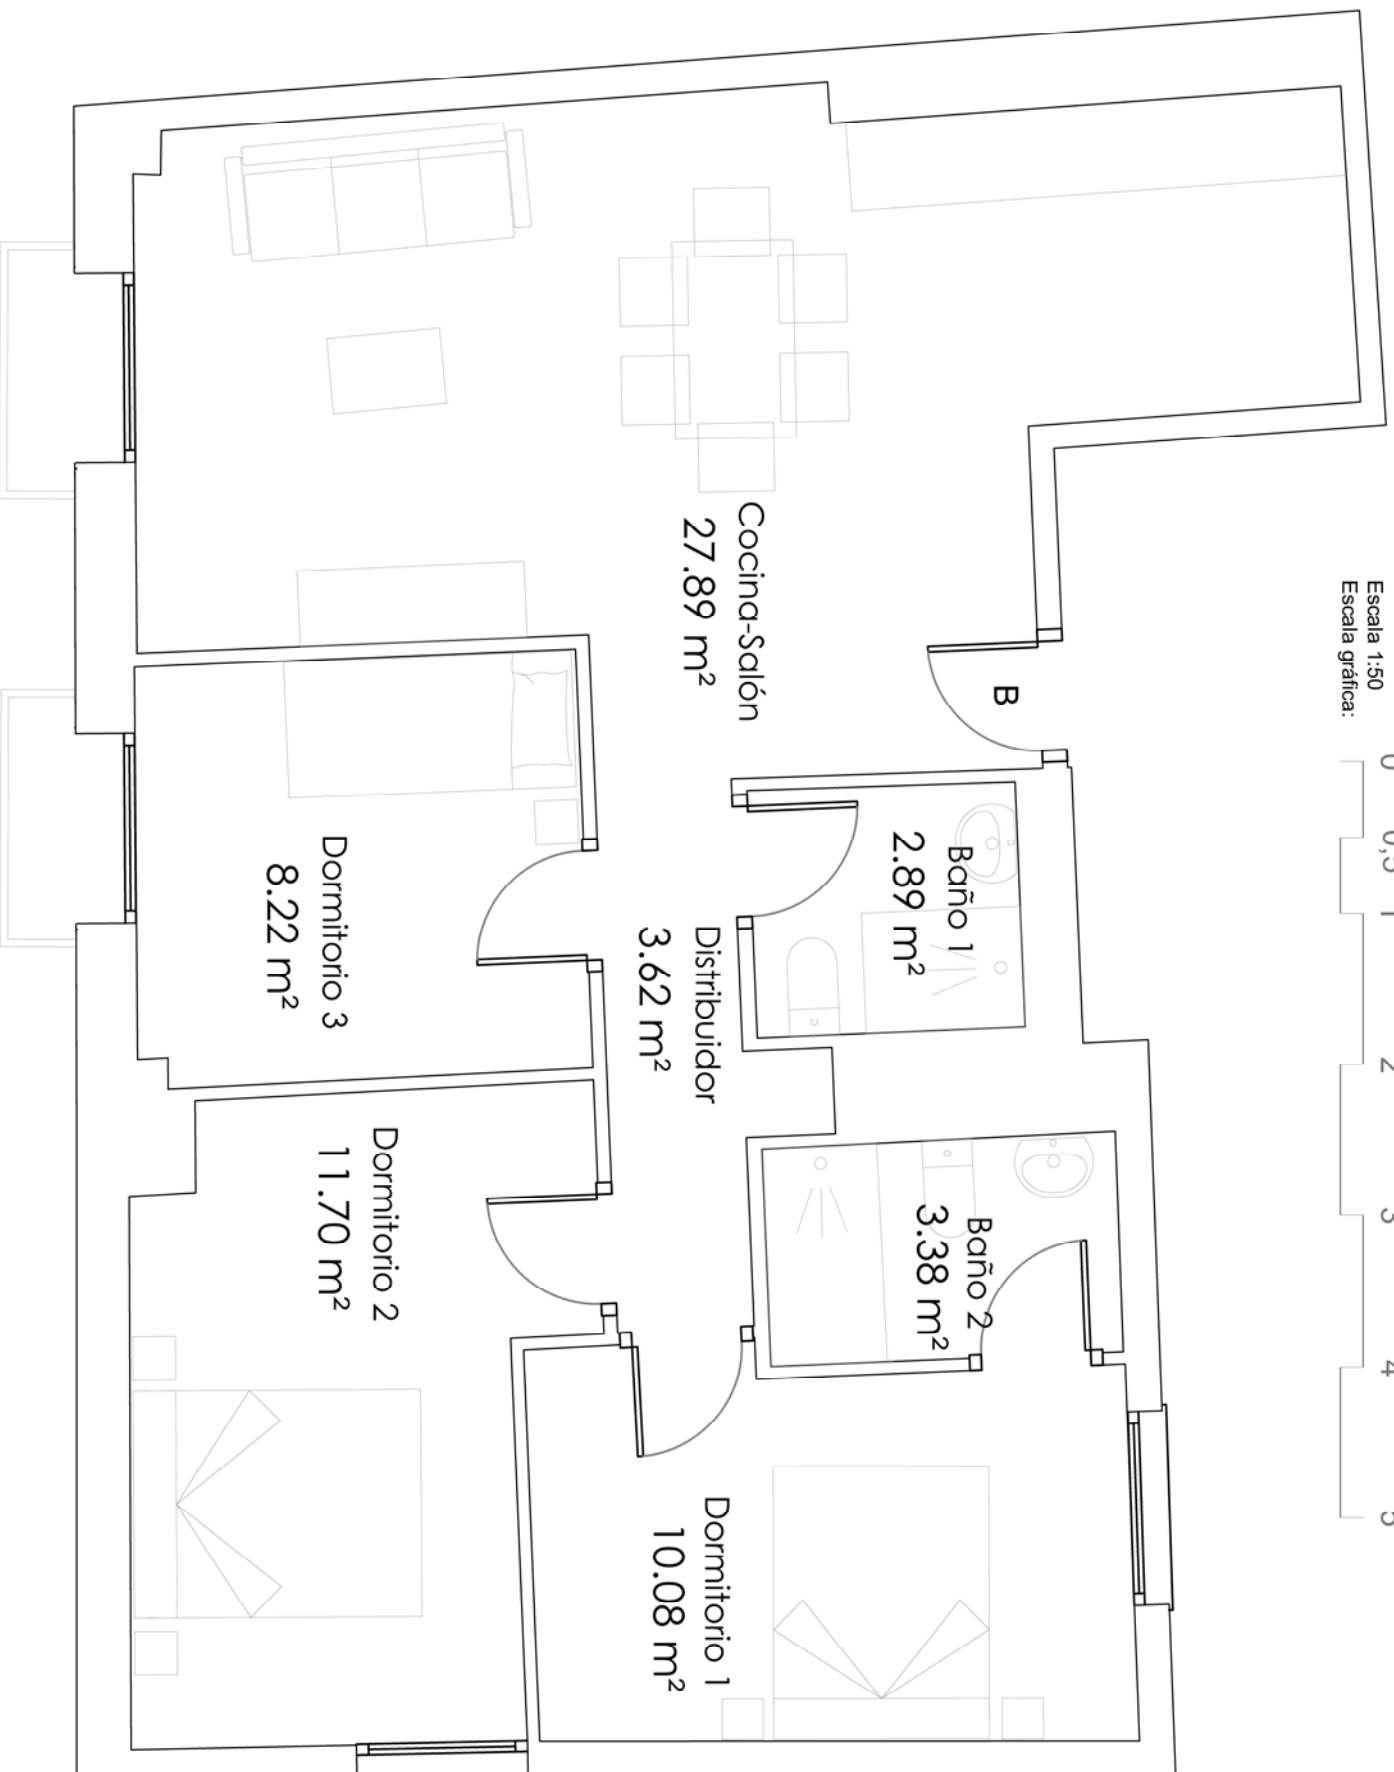 Escala 1:50
Escala gráfica:
0
0,5
1
2
3
4
5
Cocina-Salón
27.89 m²
B
Baño 1
2.89 m²
Distribuidor
3.62 m²
Dormitorio 3
8.22 m²
Baño 2
3.38 m²
Dormitorio 2
11.70 m²
Dormitorio 1
10.08 m²